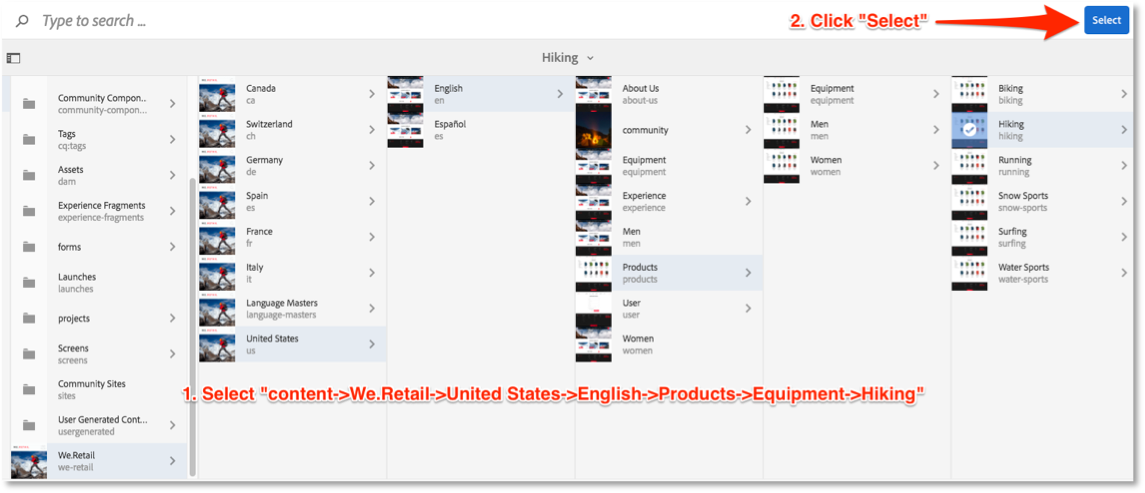 Type to search ...
2. Click "Select"
Select
Hiking
Community Compon...
community-compon...
Tags
cq:tags
Assets
dam
Experience Fragments
experience-fragments
forms
Launches
launches
projects
Screens
screens
Community Sites
sites
User Generated Cont...
usergenerated
We.Retail
we-retail
Canada
ca
Switzerland
ch
Germany
de
Spain
es
France
fr
Italy
it
Language Masters
language-masters
United States
us
English
en
Español
es
About Us
about-us
community
Equipment
equipment
Experience
experience
Men
men
Products
products
User
user
Women
women
Equipment
equipment
Men
men
Women
women
Biking
biking
Hiking
hiking
Running
running
Snow Sports
snow-sports
Surfing
surfing
Water Sports
water-sports
1. Select "content->We.Retail->United States->English->Products->Equipment->Hiking"